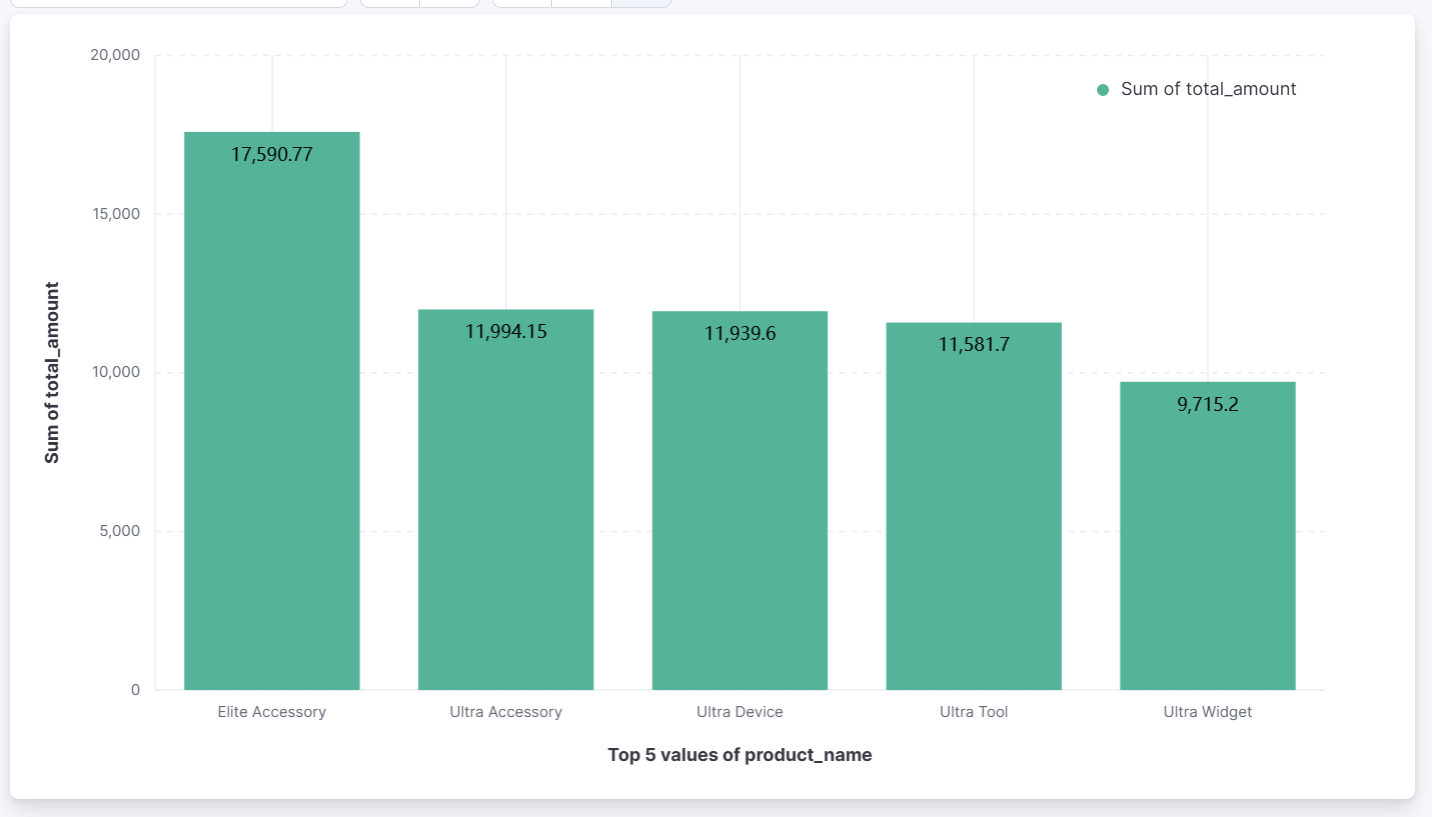 20,000
Sum of total_amount
17,590.77
15,000
11,994.15
11,939.6
11,581.7
10,000
9,715.2
Sum of total_amount
5,000
0
Elite Accessory
Ultra Accessory
Ultra Device
Ultra Tool
Ultra Widget
Top 5 values of product_name